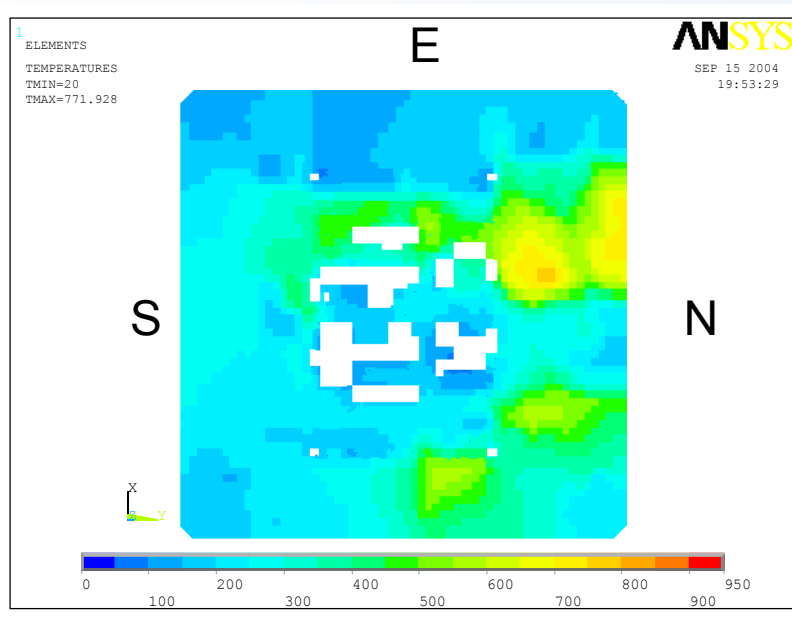 1
ELEMENTS
TEMPERATURES
TMIN=20
TMAX=771.928
E
ANSYS
SEP 15 2004
19:53:29
S
N
X
Z
Y
0 200 400 600 800 950
100 300 500 700 900